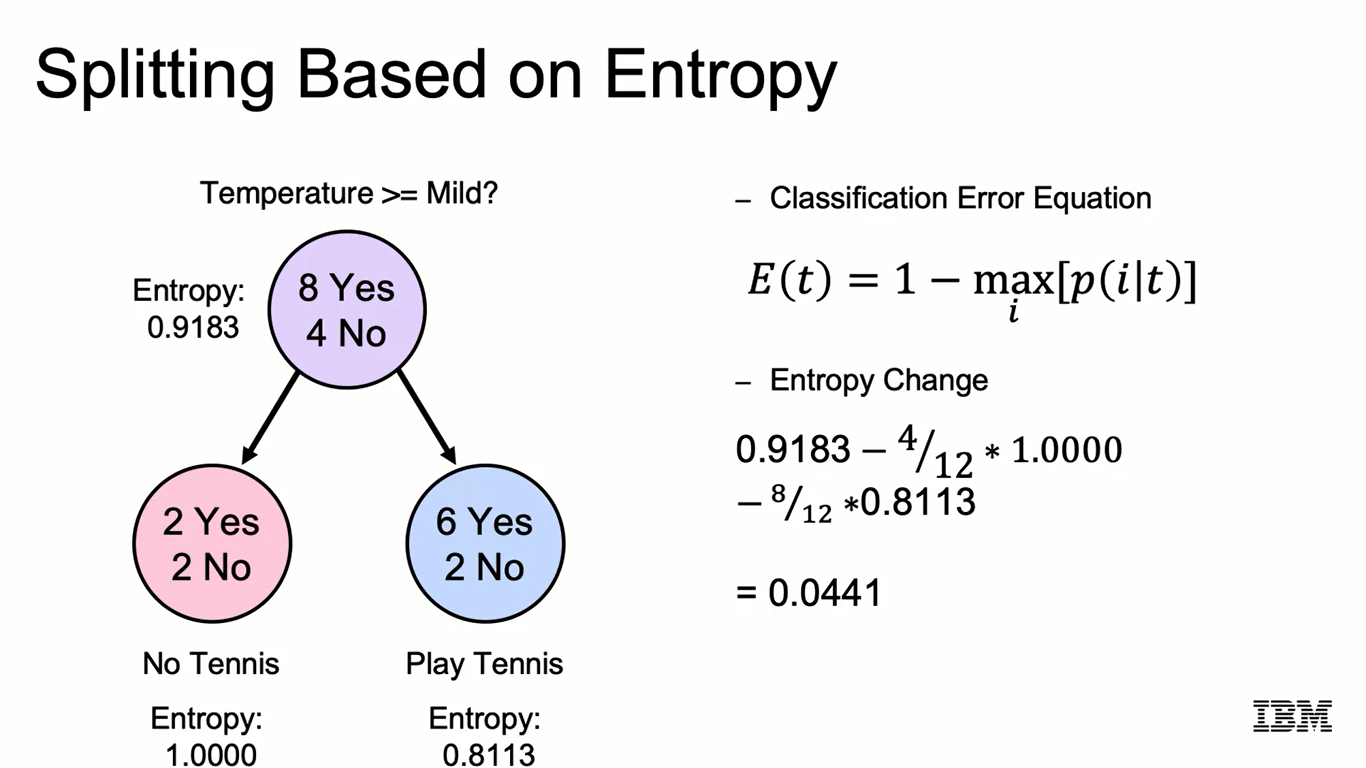 Splitting Based on Entropy
Temperature >= Mild?
Entropy:
0.9183
8 Yes
4 No
2 Yes
2 No
6 Yes
2 No
No Tennis
Play Tennis
Entropy:
1.0000
Entropy:
0.8113
– Classification Error Equation
E(t) = 1 − max[p(i|t)]
i
– Entropy Change
0.9183 − 4/12 * 1.0000
− 8/12 *0.8113
= 0.0441
IBM